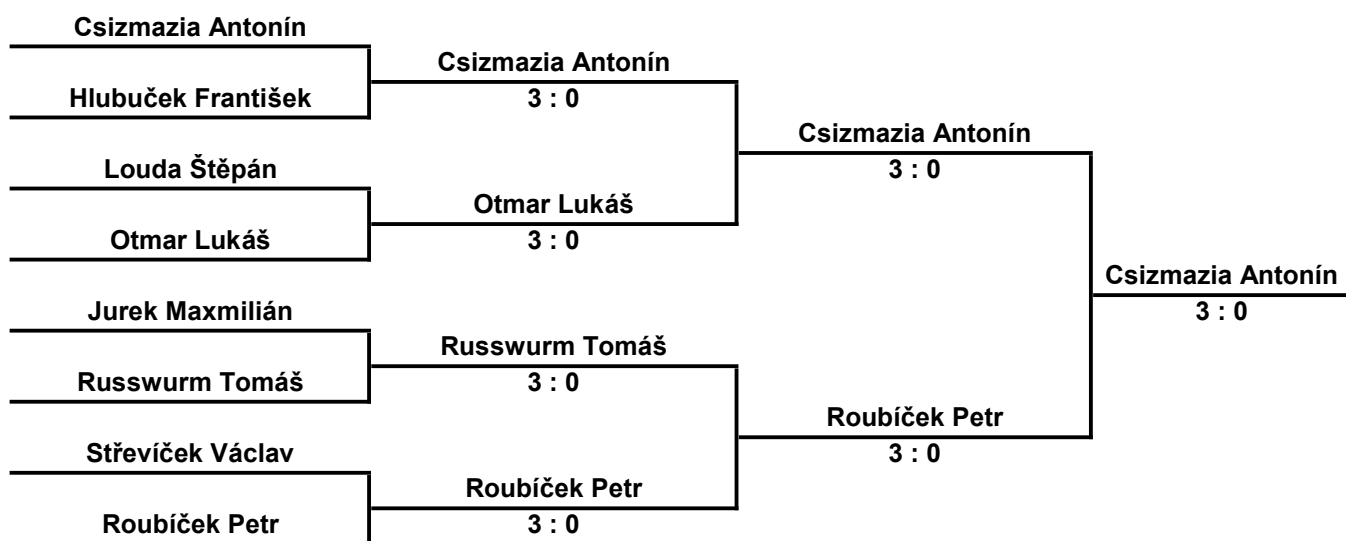 Csizmazia Antonín
Hlubuček František
Louda Štěpán
Otmar Lukáš
Jurek Maxmilián
Russwurm Tomáš
Střevíček Václav
Roubíček Petr
Csizmazia Antonín
3 : 0
Otmar Lukáš
3 : 0
Russwurm Tomáš
3 : 0
Roubíček Petr
3 : 0
Csizmazia Antonín
3 : 0
Roubíček Petr
3 : 0
Csizmazia Antonín
3 : 0